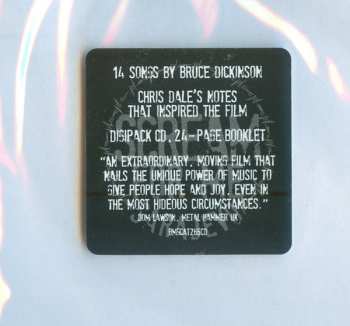 14 SONGS BY BRUCE DICKINSON
CHRIS DALE'S NOTES
THAT INSPIRED THE FILM
DIGIPACK CD, 24-PAGE BOOKLET
"AN EXTRAORDINARY, MOVING FILM THAT
NAILS THE UNIQUE POWER OF MUSIC TO
GIVE PEOPLE HOPE AND JOY, EVEN IN
THE MOST HIDEOUS CIRCUMSTANCES."
DOM LAWSON, METAL HAMMER UK
SCREAM